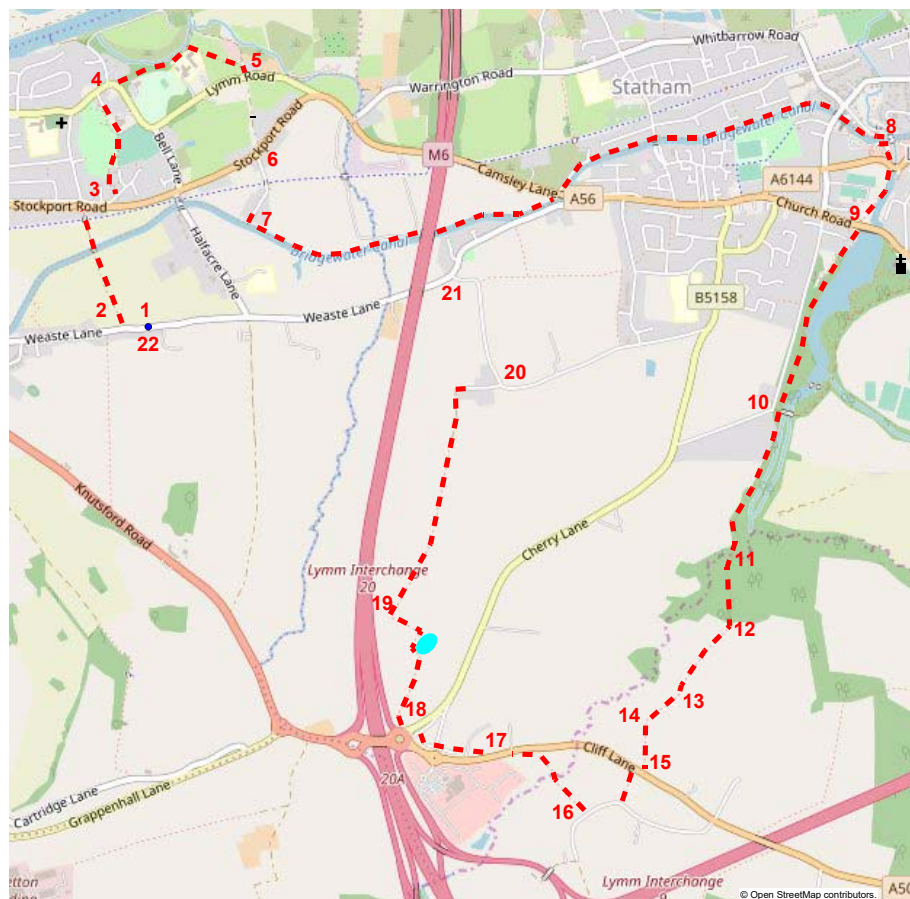 Whitbarrow Road
Statham
Warrington Road
4
5
Lymm Road
Bridgewater Canal
8
Bell Lane
6
Stockport Road
M6
Camsley Lane
A6144
3
Stockport Road
7
A56
Church Road
9
Halfacre Lane
Bridgewater Canal
21
B5158
2
1
Weaste Lane
Weaste Lane
22
20
10
Knutsford Road
Cherry Lane
11
Lymm Interchange
20
19
12
13
14
18
17
Cliff Lane
15
20A
16
Cartridge Lane
Grappenhall Lane
Lymm Interchange
© Open StreetMap contributors.